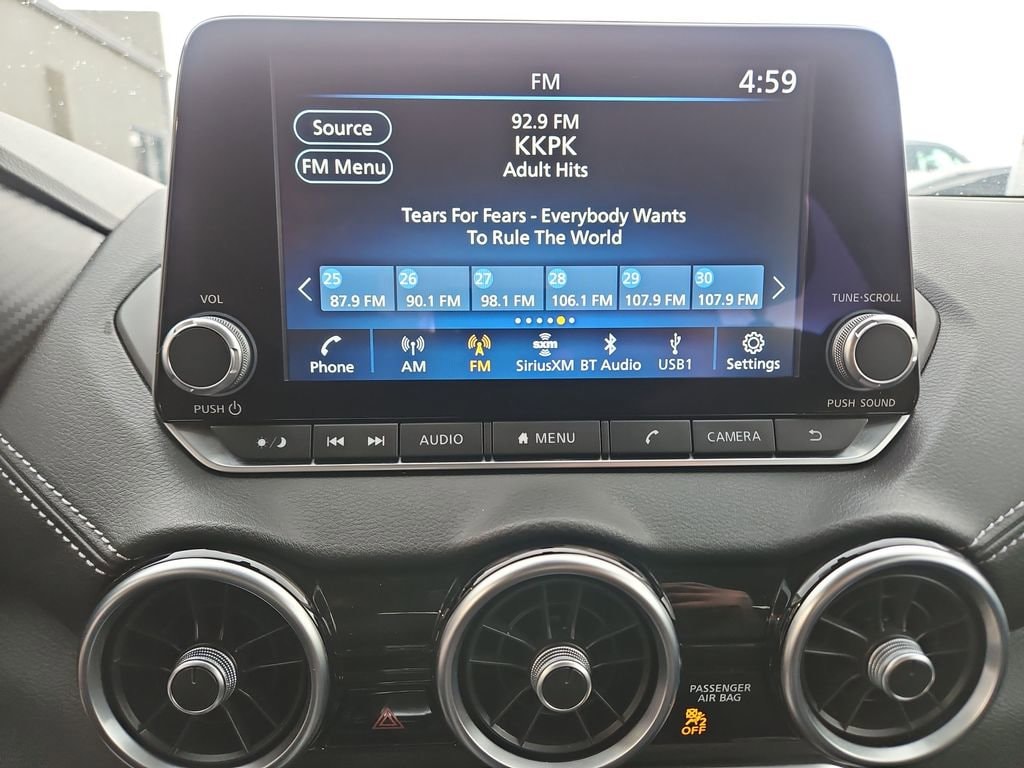 FM
4:59
Source
92.9 FM
FM Menu
KKPK
Adult Hits
Tears For Fears - Everybody Wants
To Rule The World
25 26 27 28 29 30
87.9 FM 90.1 FM 98.1 FM 106.1 FM 107.9 FM 107.9 FM
Phone AM FM sxm SiriusXM BT Audio USB1 Settings
VOL
TUNE·SCROLL
PUSH
PUSH SOUND
AUDIO MENU CAMERA
PASSENGER
AIR BAG
2
OFF